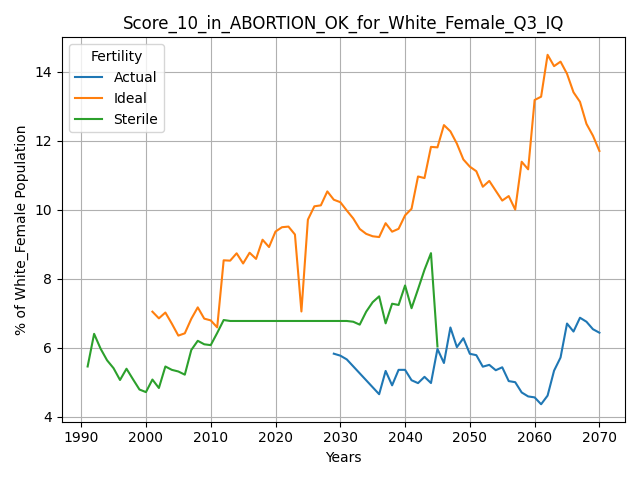 Score_10_in_ABORTION_OK_for_White_Female_Q3_IQ
Fertility
Actual
Ideal
Sterile
% of White_Female Population
14
12
10
8
6
4
1990 2000 2010 2020 2030 2040 2050 2060 2070
Years